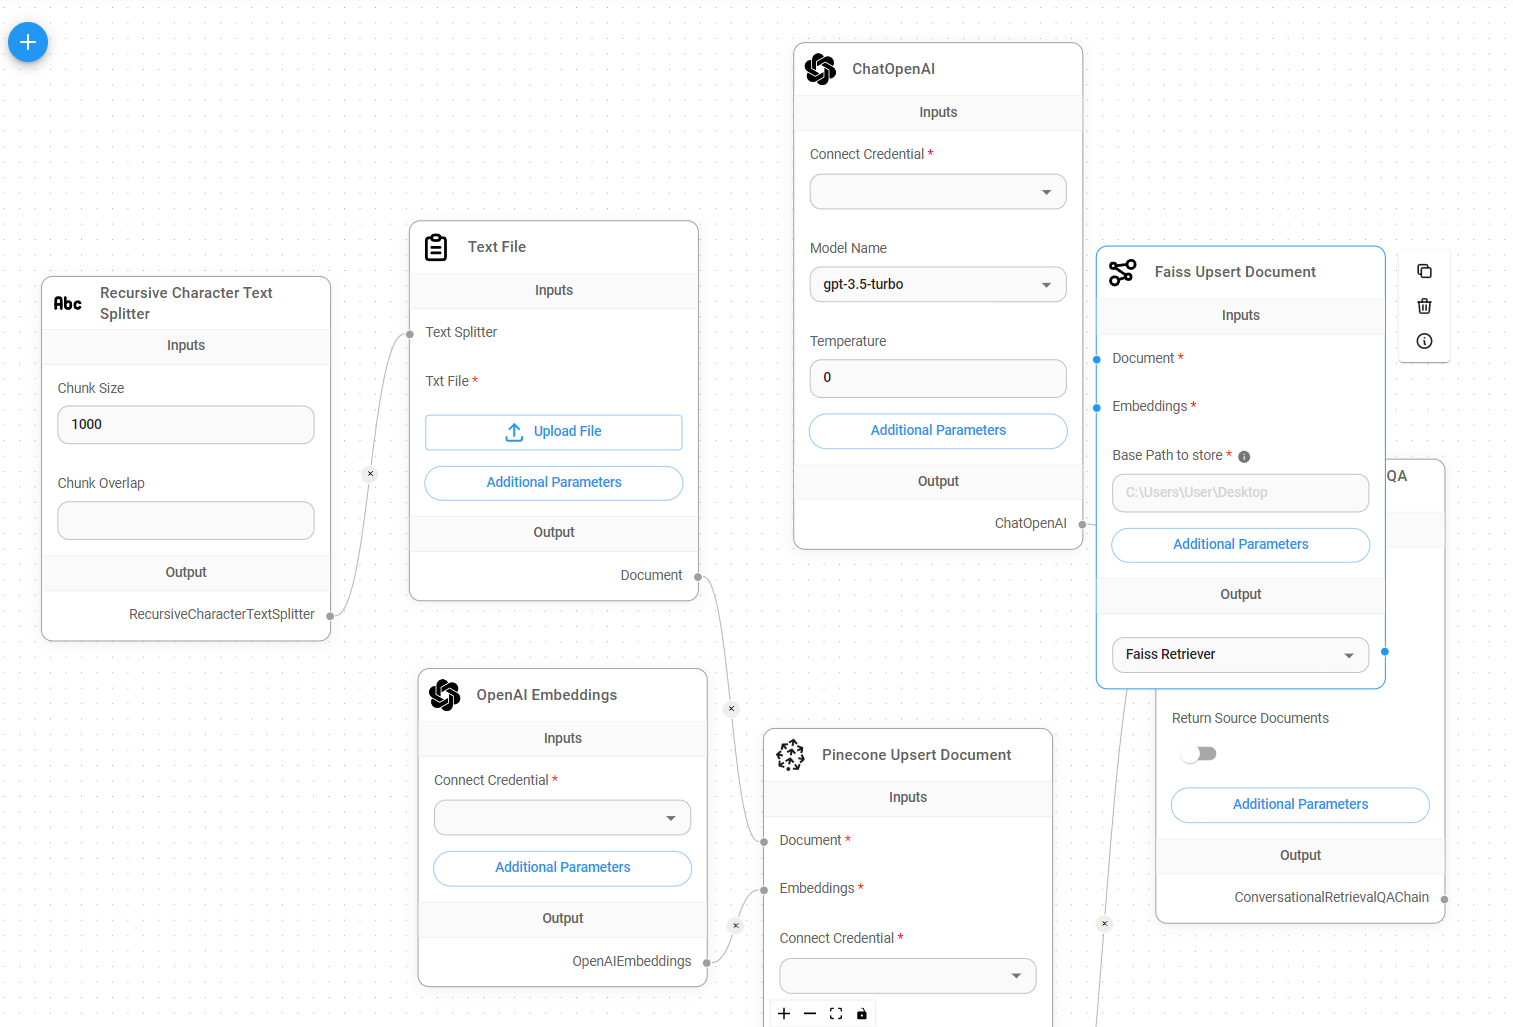 ChatOpenAI
Inputs
Connect Credential *
Model Name
gpt-3.5-turbo
Temperature
0
Additional Parameters
Output
ChatOpenAI
Text File
Inputs
Text Splitter
Txt File *
Upload File
Additional Parameters
Output
Document
Abc
Recursive Character Text
Splitter
Inputs
Chunk Size
1000
Chunk Overlap
Output
RecursiveCharacterTextSplitter
Faiss Upsert Document
Inputs
Document *
Embeddings *
Base Path to store *
C:\Users\User\Desktop
Additional Parameters
Output
Faiss Retriever
QA
Return Source Documents
Additional Parameters
Output
ConversationalRetrievalQAChain
OpenAI Embeddings
Inputs
Connect Credential *
Additional Parameters
Output
OpenAIEmbeddings
Pinecone Upsert Document
Inputs
Document *
Embeddings *
Connect Credential *